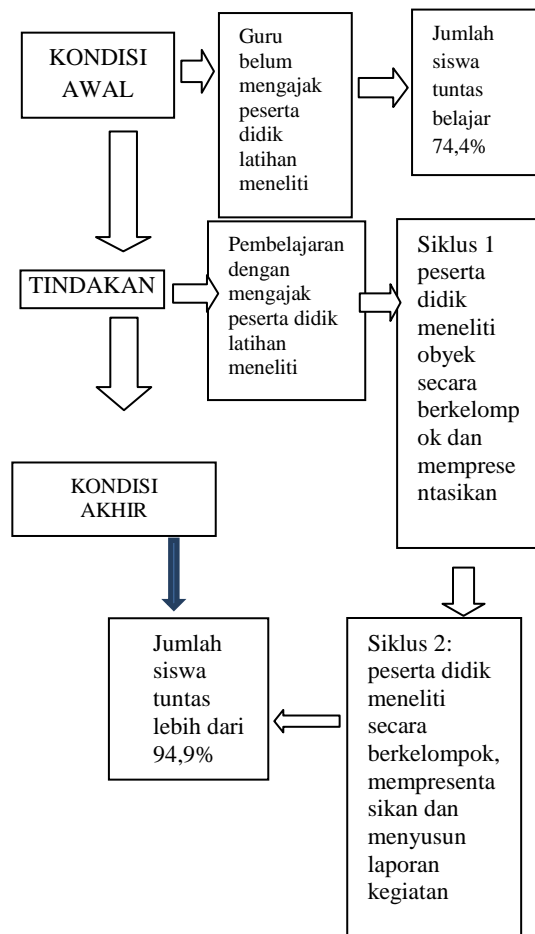 KONDISI
AWAL
Guru
belum
mengajak
peserta
didik
latihan
meneliti
Jumlah
siswa
tuntas
belajar
74,4%
TINDAKAN
Pembelajaran
dengan
mengajak
peserta didik
latihan
meneliti
Siklus 1
peserta
didik
meneliti
obyek
secara
berkelomp
ok dan
memprese
ntasikan
KONDISI
AKHIR
Jumlah
siswa
tuntas
lebih dari
94,9%
Siklus 2:
peserta didik
meneliti
secara
berkelompok,
mempresenta
sikan dan
menyusun
laporan
kegiatan